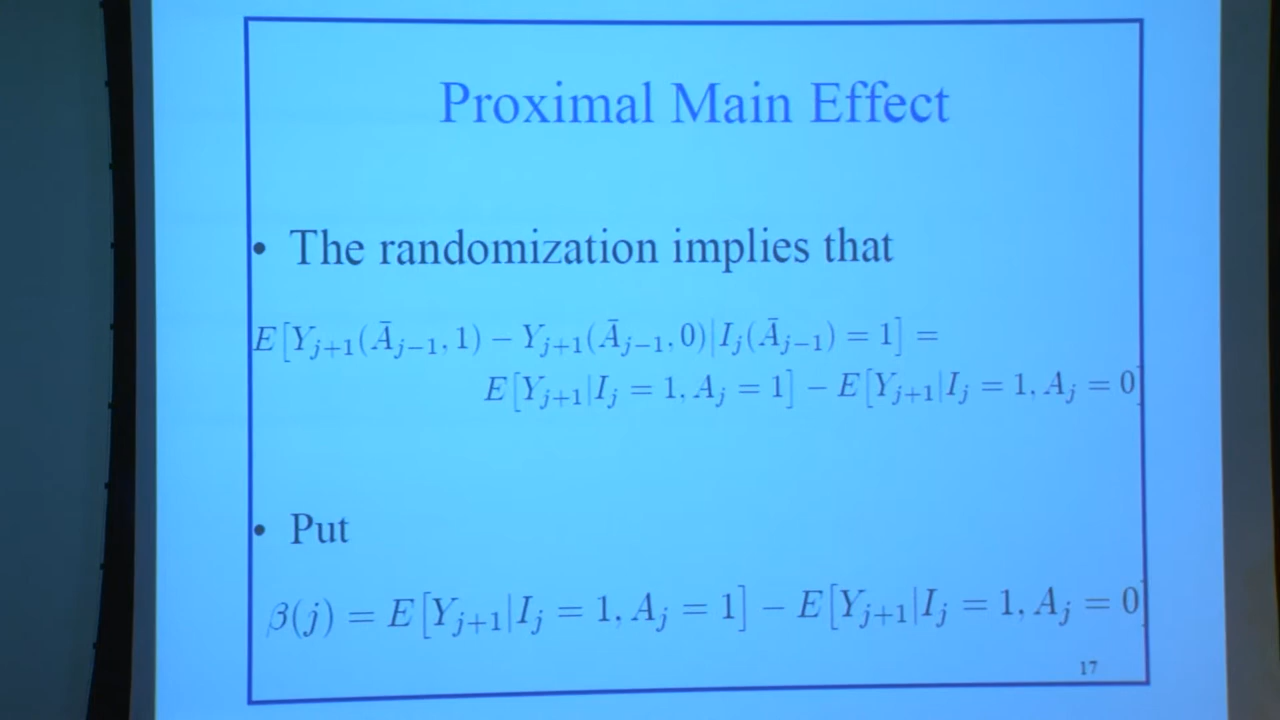 Proximal Main Effect
• The randomization implies that
E[Y_{j+1}(Ā_{j−1}, 1) − Y_{j+1}(Ā_{j−1}, 0)|I_j(Ā_{j−1}) = 1] =
E[Y_{j+1}|I_j = 1, A_j = 1] − E[Y_{j+1}|I_j = 1, A_j = 0]
• Put
β(j) = E[Y_{j+1}|I_j = 1, A_j = 1] − E[Y_{j+1}|I_j = 1, A_j = 0]
17